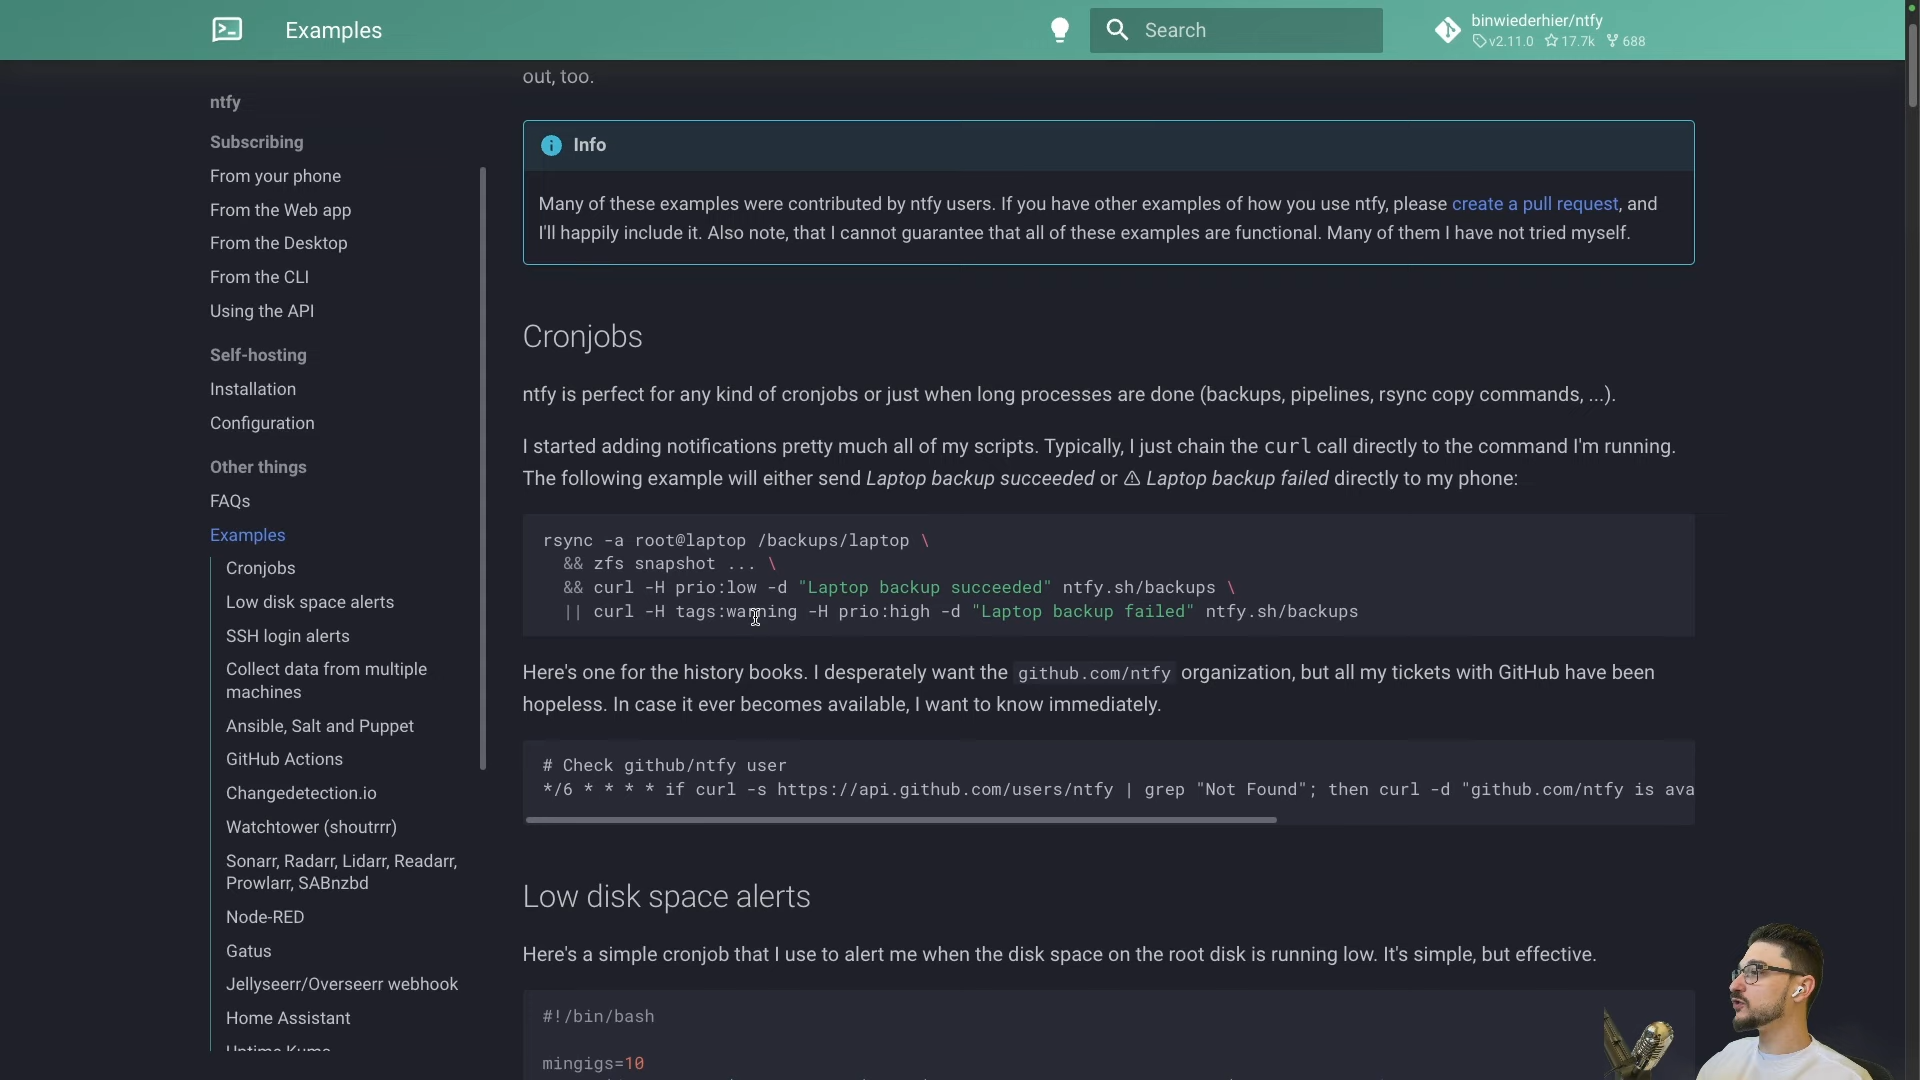 Examples
Search
binwiederhier/ntfy
v2.11.0 17.7k 688
ntfy
Subscribing
From your phone
From the Web app
From the Desktop
From the CLI
Using the API
Self-hosting
Installation
Configuration
Other things
FAQs
Examples
Cronjobs
Low disk space alerts
SSH login alerts
Collect data from multiple
machines
Ansible, Salt and Puppet
GitHub Actions
Changedetection.io
Watchtower (shoutrrr)
Sonarr, Radarr, Lidarr, Readarr,
Prowlarr, SABnzbd
Node-RED
Gatus
Jellyseerr/Overseerr webhook
Home Assistant
Uptime Kuma
out, too.
Info
Many of these examples were contributed by ntfy users. If you have other examples of how you use ntfy, please create a pull request, and
I'll happily include it. Also note, that I cannot guarantee that all of these examples are functional. Many of them I have not tried myself.
Cronjobs
ntfy is perfect for any kind of cronjobs or just when long processes are done (backups, pipelines, rsync copy commands, ...).
I started adding notifications pretty much all of my scripts. Typically, I just chain the curl call directly to the command I'm running.
The following example will either send Laptop backup succeeded or ⚠ Laptop backup failed directly to my phone:
rsync -a root@laptop /backups/laptop \
&& zfs snapshot ... \
&& curl -H prio:low -d "Laptop backup succeeded" ntfy.sh/backups \
|| curl -H tags:warning -H prio:high -d "Laptop backup failed" ntfy.sh/backups
Here's one for the history books. I desperately want the github.com/ntfy organization, but all my tickets with GitHub have been
hopeless. In case it ever becomes available, I want to know immediately.
# Check github/ntfy user
*/6 * * * * if curl -s https://api.github.com/users/ntfy | grep "Not Found"; then curl -d "github.com/ntfy is ava
Low disk space alerts
Here's a simple cronjob that I use to alert me when the disk space on the root disk is running low. It's simple, but effective.
#!/bin/bash
mingigs=10